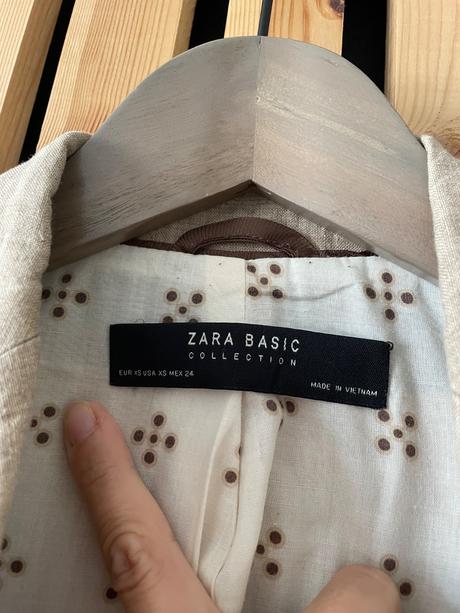 ZARA BASIC
COLLECTION
EUR XS USA XS MEX 24
MADE IN VIETNAM